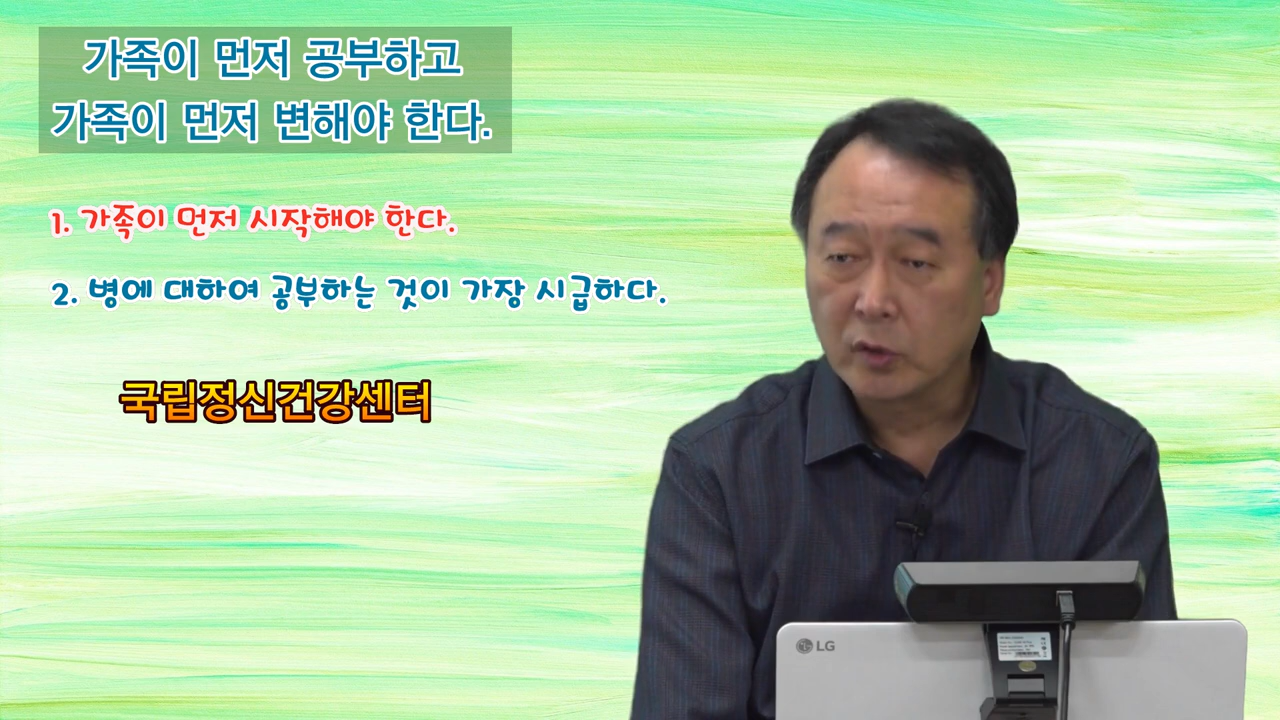 가족이 먼저 공부하고
가족이 먼저 변해야 한다.
1. 가족이 먼저 시작해야 한다.
2. 병에 대하여 공부하는 것이 가장 시급하다.
국립정신건강센터
LG